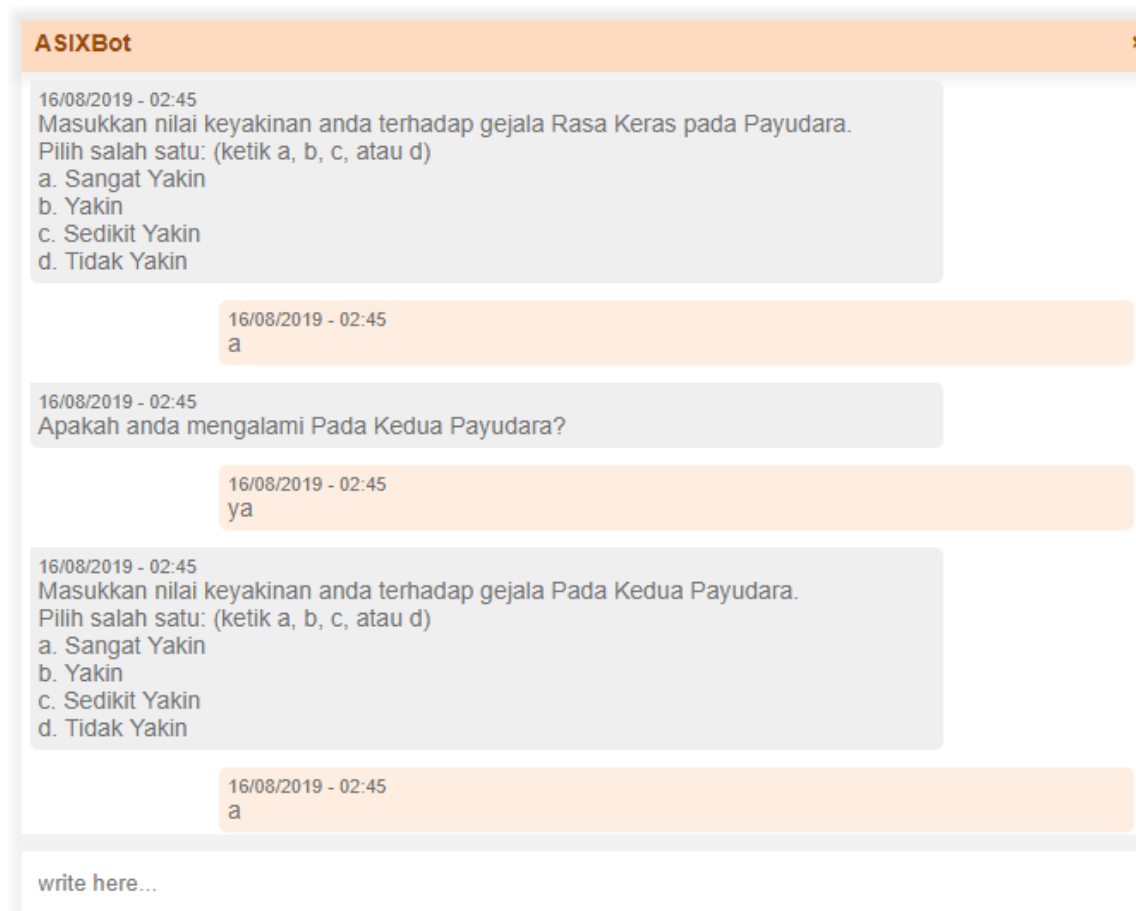 ASIXBot
16/08/2019 - 02:45
Masukkan nilai keyakinan anda terhadap gejala Rasa Keras pada Payudara.
Pilih salah satu: (ketik a, b, c, atau d)
a. Sangat Yakin
b. Yakin
c. Sedikit Yakin
d. Tidak Yakin
16/08/2019 - 02:45
a
16/08/2019 - 02:45
Apakah anda mengalami Pada Kedua Payudara?
16/08/2019 - 02:45
ya
16/08/2019 - 02:45
Masukkan nilai keyakinan anda terhadap gejala Pada Kedua Payudara.
Pilih salah satu: (ketik a, b, c, atau d)
a. Sangat Yakin
b. Yakin
c. Sedikit Yakin
d. Tidak Yakin
16/08/2019 - 02:45
a
write here...